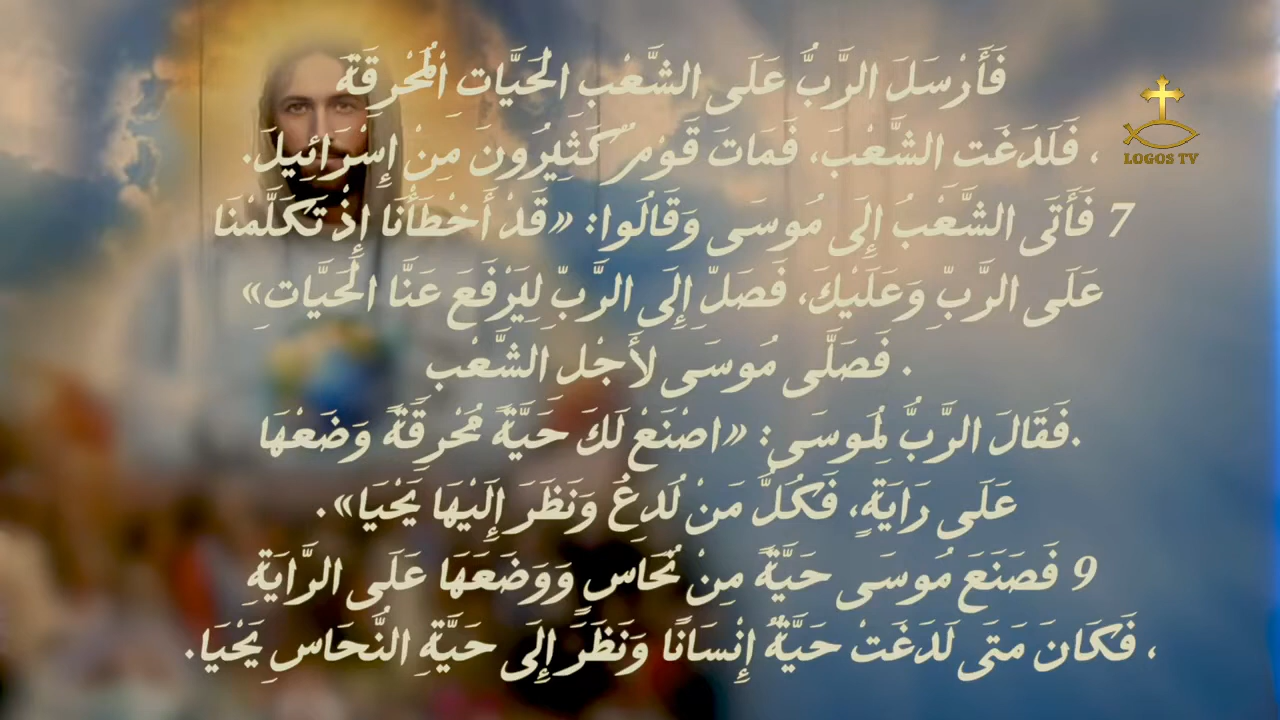 فَأَرْسَلَ الرَّبُّ عَلَى الشَّعْبِ الْحَيَّاتِ الْمُحْرِقَةَ
، فَلَدَغَت الشَّعْبَ، فَمَاتَ قَوْمٌ كَثِيرُونَ مِنْ إِسْرَائِيلَ.
7 فَأَتَى الشَّعْبُ إِلَى مُوسَى وَقَالُوا: «قَدْ أَخْطَأْنَا إِذْ تَكَلَّمْنَا
عَلَى الرَّبِّ وَعَلَيْكَ، فَصَلِّ إِلَى الرَّبِّ لِيَرْفَعَ عَنَّا الْحَيَّاتِ»
. فَصَلَّى مُوسَى لأَجْلِ الشَّعْبِ
.فَقَالَ الرَّبُّ لِمُوسَى: «اصْنَعْ لَكَ حَيَّةً مُحْرِقَةً وَضَعْهَا
عَلَى رَايَةٍ، فَكُلُّ مَنْ لُدِغَ وَنَظَرَ إِلَيْهَا يَحْيَا».
9 فَصَنَعَ مُوسَى حَيَّةً مِنْ نُحَاسٍ وَوَضَعَهَا عَلَى الرَّايَةِ
، فَكَانَ مَتَى لَدَغَتْ حَيَّةٌ إِنْسَانًا وَنَظَرَ إِلَى حَيَّةِ النُّحَاسِ يَحْيَا.
LOGOS TV